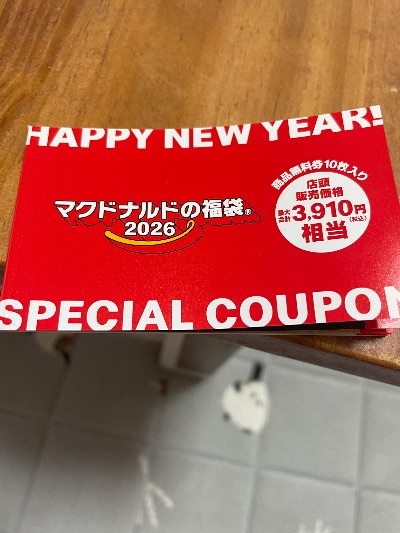 HAPPY NEW YEAR!
商品無料券10枚入り
店頭
販売価格
最大
合計 3,910円(税込)
相当
マクドナルドの福袋®
2026
SPECIAL COUPON